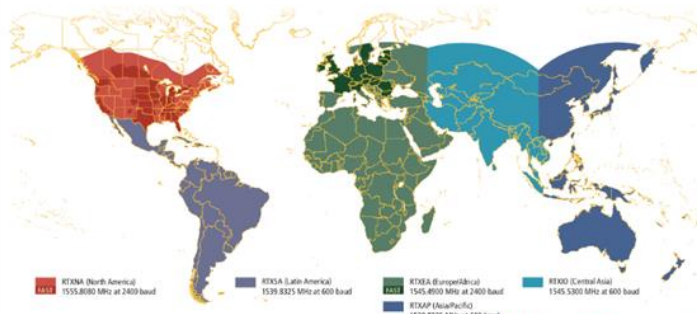 RTXNA (North America)
FAST 1555.8080 MHz at 2400 baud
RTXSA (Latin-America)
1539.8325 MHz at 600 baud
RTXEA (Europe/Africa)
FAST 1545.4900 MHz at 2400 baud
RTXIO (Central Asia)
1545.5300 MHz at 600 baud
RTXAP (Asia/Pacific)